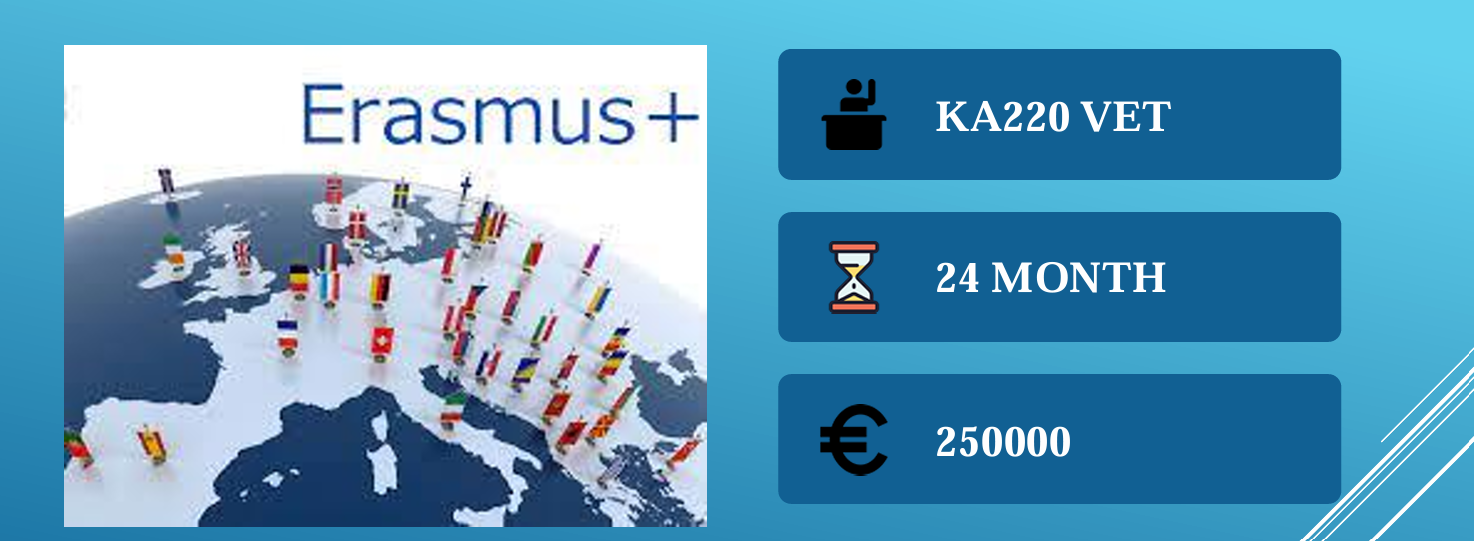 Erasmus+
KA220 VET
24 MONTH
250000